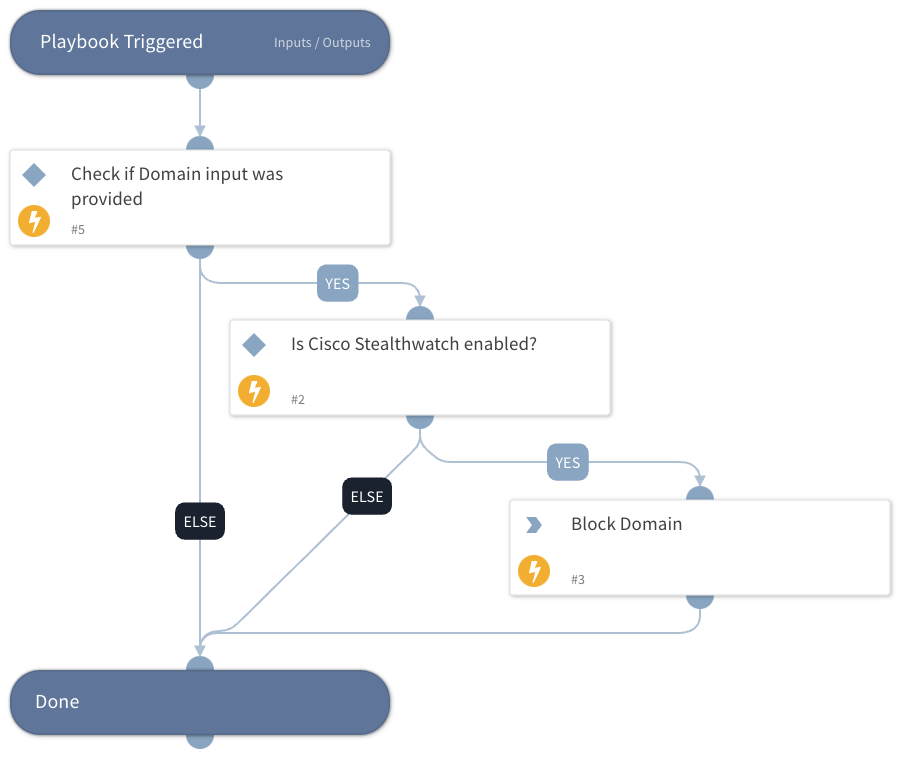 Playbook Triggered
Inputs / Outputs
Check if Domain input was
provided
#5
YES
Is Cisco Stealthwatch enabled?
#2
YES
ELSE
ELSE
Block Domain
#3
Done